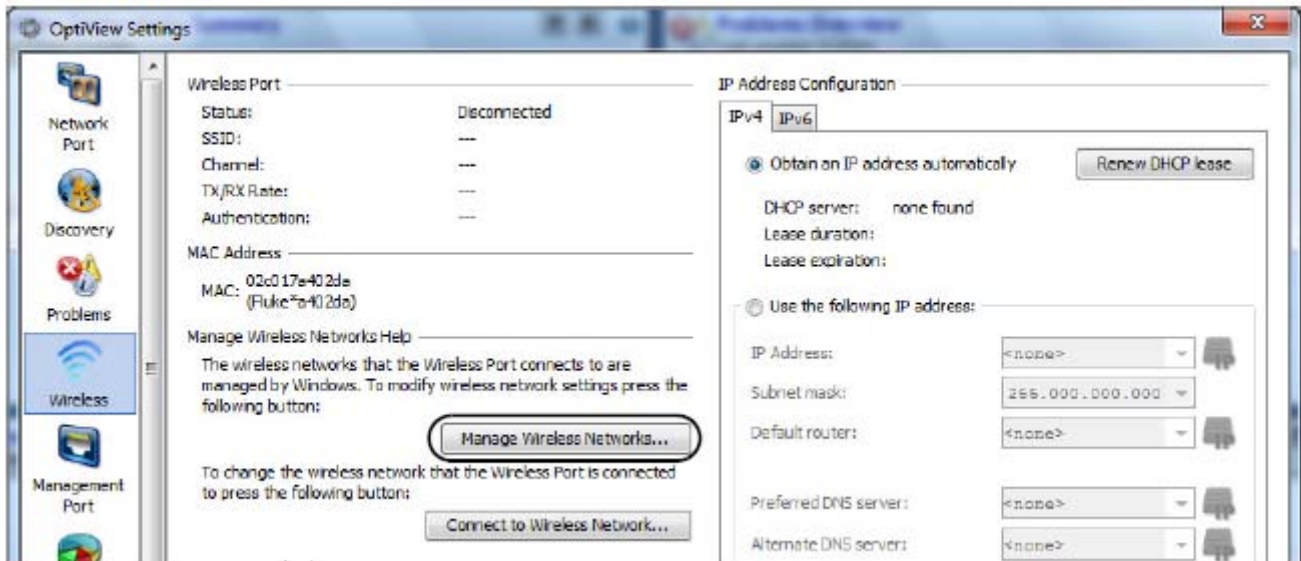 OptiView Settings
Network
Port
Discovery
Problems
Wireless
Management
Port
Wireless Port
Status: Disconnected
SSID: ---
Channel: ---
TX/RX Rate: ---
Authentication: ---
MAC Address
MAC: 02c017a402da
(Fluke*a402da)
Manage Wireless Networks Help
The wireless networks that the Wireless Port connects to are
managed by Windows. To modify wireless network settings press the
following button:
Manage Wireless Networks...
To change the wireless network that the Wireless Port is connected
to press the following button:
Connect to Wireless Network...
IP Address Configuration
IPv4 IPv6
Obtain an IP address automatically Renew DHCP lease
DHCP server: none found
Lease duration:
Lease expiration:
Use the following IP address:
IP Address: <none>
Subnet mask: 255.000.000.000
Default router: <none>
Preferred DNS server: <none>
Alternate DNS server: <none>